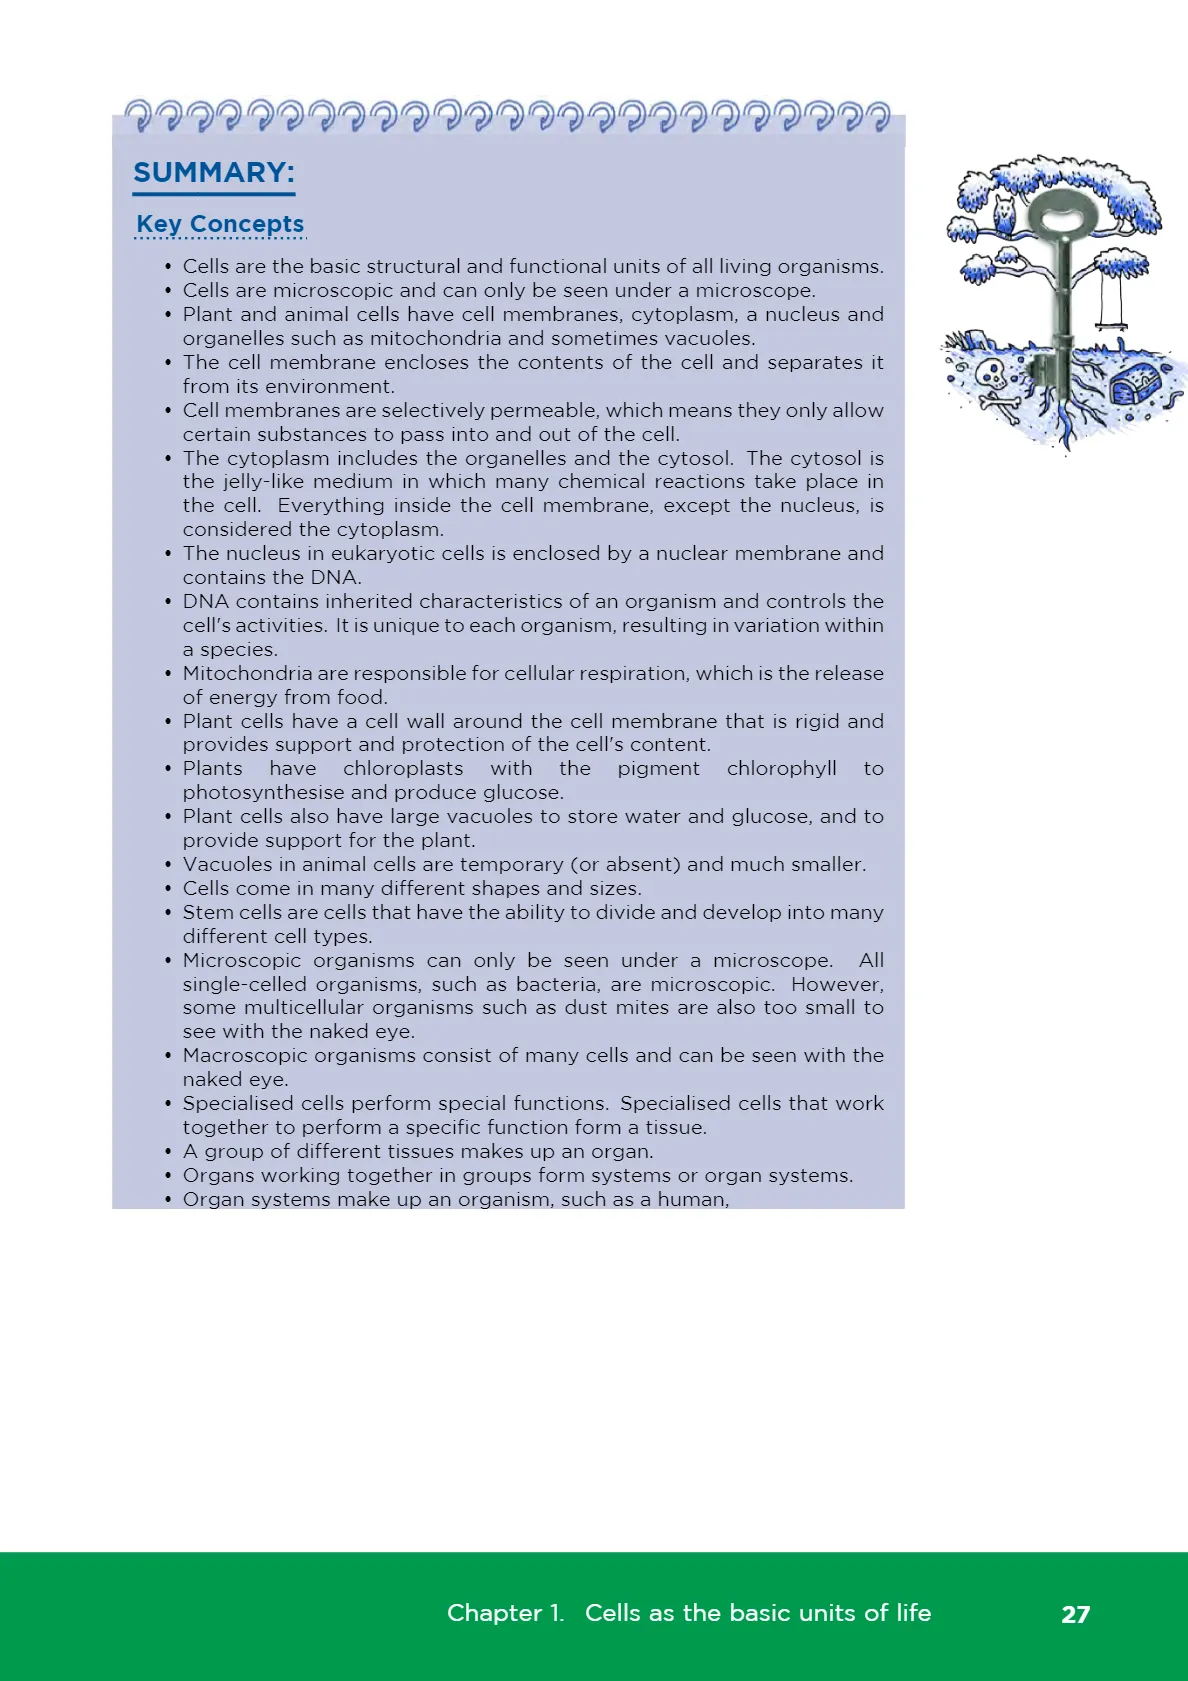 SUMMARY:
Key Concepts
• Cells are the basic structural and functional units of all living organisms.
• Cells are microscopic and can only be seen under a microscope.
• Plant and animal cells have cell membranes, cytoplasm, a nucleus and
organelles such as mitochondria and sometimes vacuoles.
• The cell membrane encloses the contents of the cell and separates it
from its environment.
• Cell membranes are selectively permeable, which means they only allow
certain substances to pass into and out of the cell.
• The cytoplasm includes the organelles and the cytosol. The cytosol is
the jelly-like medium in which many chemical reactions take place in
the cell. Everything inside the cell membrane, except the nucleus, is
considered the cytoplasm.
• The nucleus in eukaryotic cells is enclosed by a nuclear membrane and
contains the DNA.
• DNA contains inherited characteristics of an organism and controls the
cell's activities. It is unique to each organism, resulting in variation within
a species.
• Mitochondria are responsible for cellular respiration, which is the release
of energy from food.
• Plant cells have a cell wall around the cell membrane that is rigid and
provides support and protection of the cell's content.
• Plants have chloroplasts with the pigment chlorophyll to
photosynthesise and produce glucose.
• Plant cells also have large vacuoles to store water and glucose, and to
provide support for the plant.
• Vacuoles in animal cells are temporary (or absent) and much smaller.
• Cells come in many different shapes and sizes.
• Stem cells are cells that have the ability to divide and develop into many
different cell types.
• Microscopic organisms can only be seen under a microscope. All
single-celled organisms, such as bacteria, are microscopic. However,
some multicellular organisms such as dust mites are also too small to
see with the naked eye.
• Macroscopic organisms consist of many cells and can be seen with the
naked eye.
• Specialised cells perform special functions. Specialised cells that work
together to perform a specific function form a tissue.
• A group of different tissues makes up an organ.
• Organs working together in groups form systems or organ systems.
• Organ systems make up an organism, such as a human,
Chapter 1. Cells as the basic units of life 27